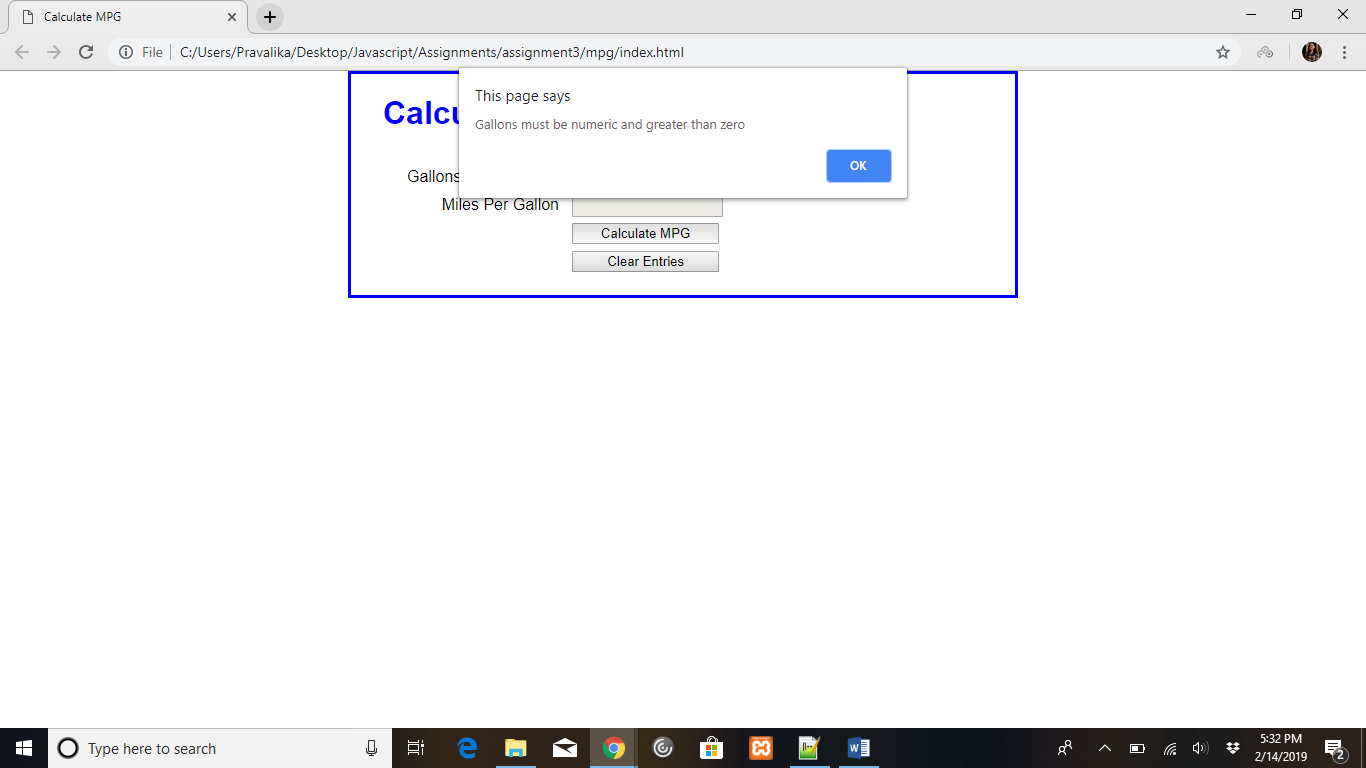 Calculate MPG
File
C:/Users/Pravalika/Desktop/Javascript/Assignments/assignment3/mpg/index.html
This page says
Gallons must be numeric and greater than zero
OK
Gallons
Miles Per Gallon
Calculate MPG
Clear Entries
Type here to search
5:32 PM
2/14/2019
2